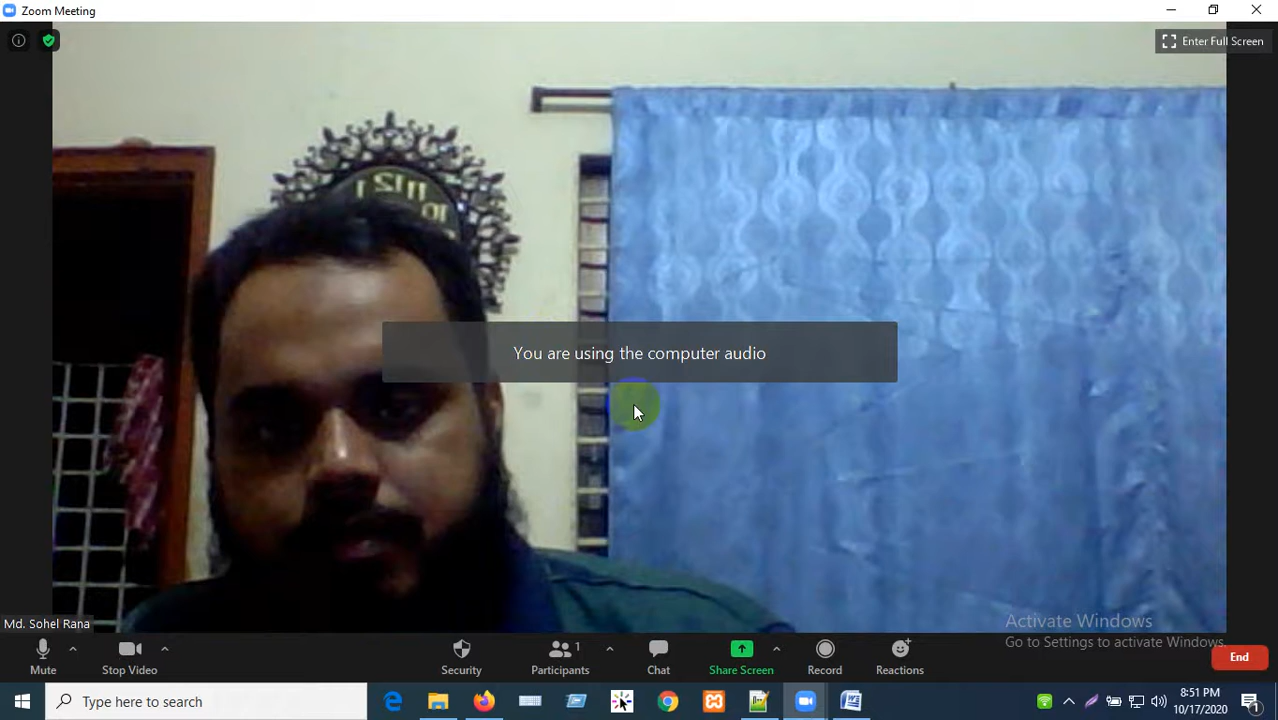 Zoom Meeting
Enter Full Screen
You are using the computer audio
Md. Sohel Rana
Activate Windows
Go to Settings to activate Windows.
Mute
Stop Video
Security
1
Participants
Chat
Share Screen
Record
Reactions
End
Type here to search
8:51 PM
10/17/2020
1